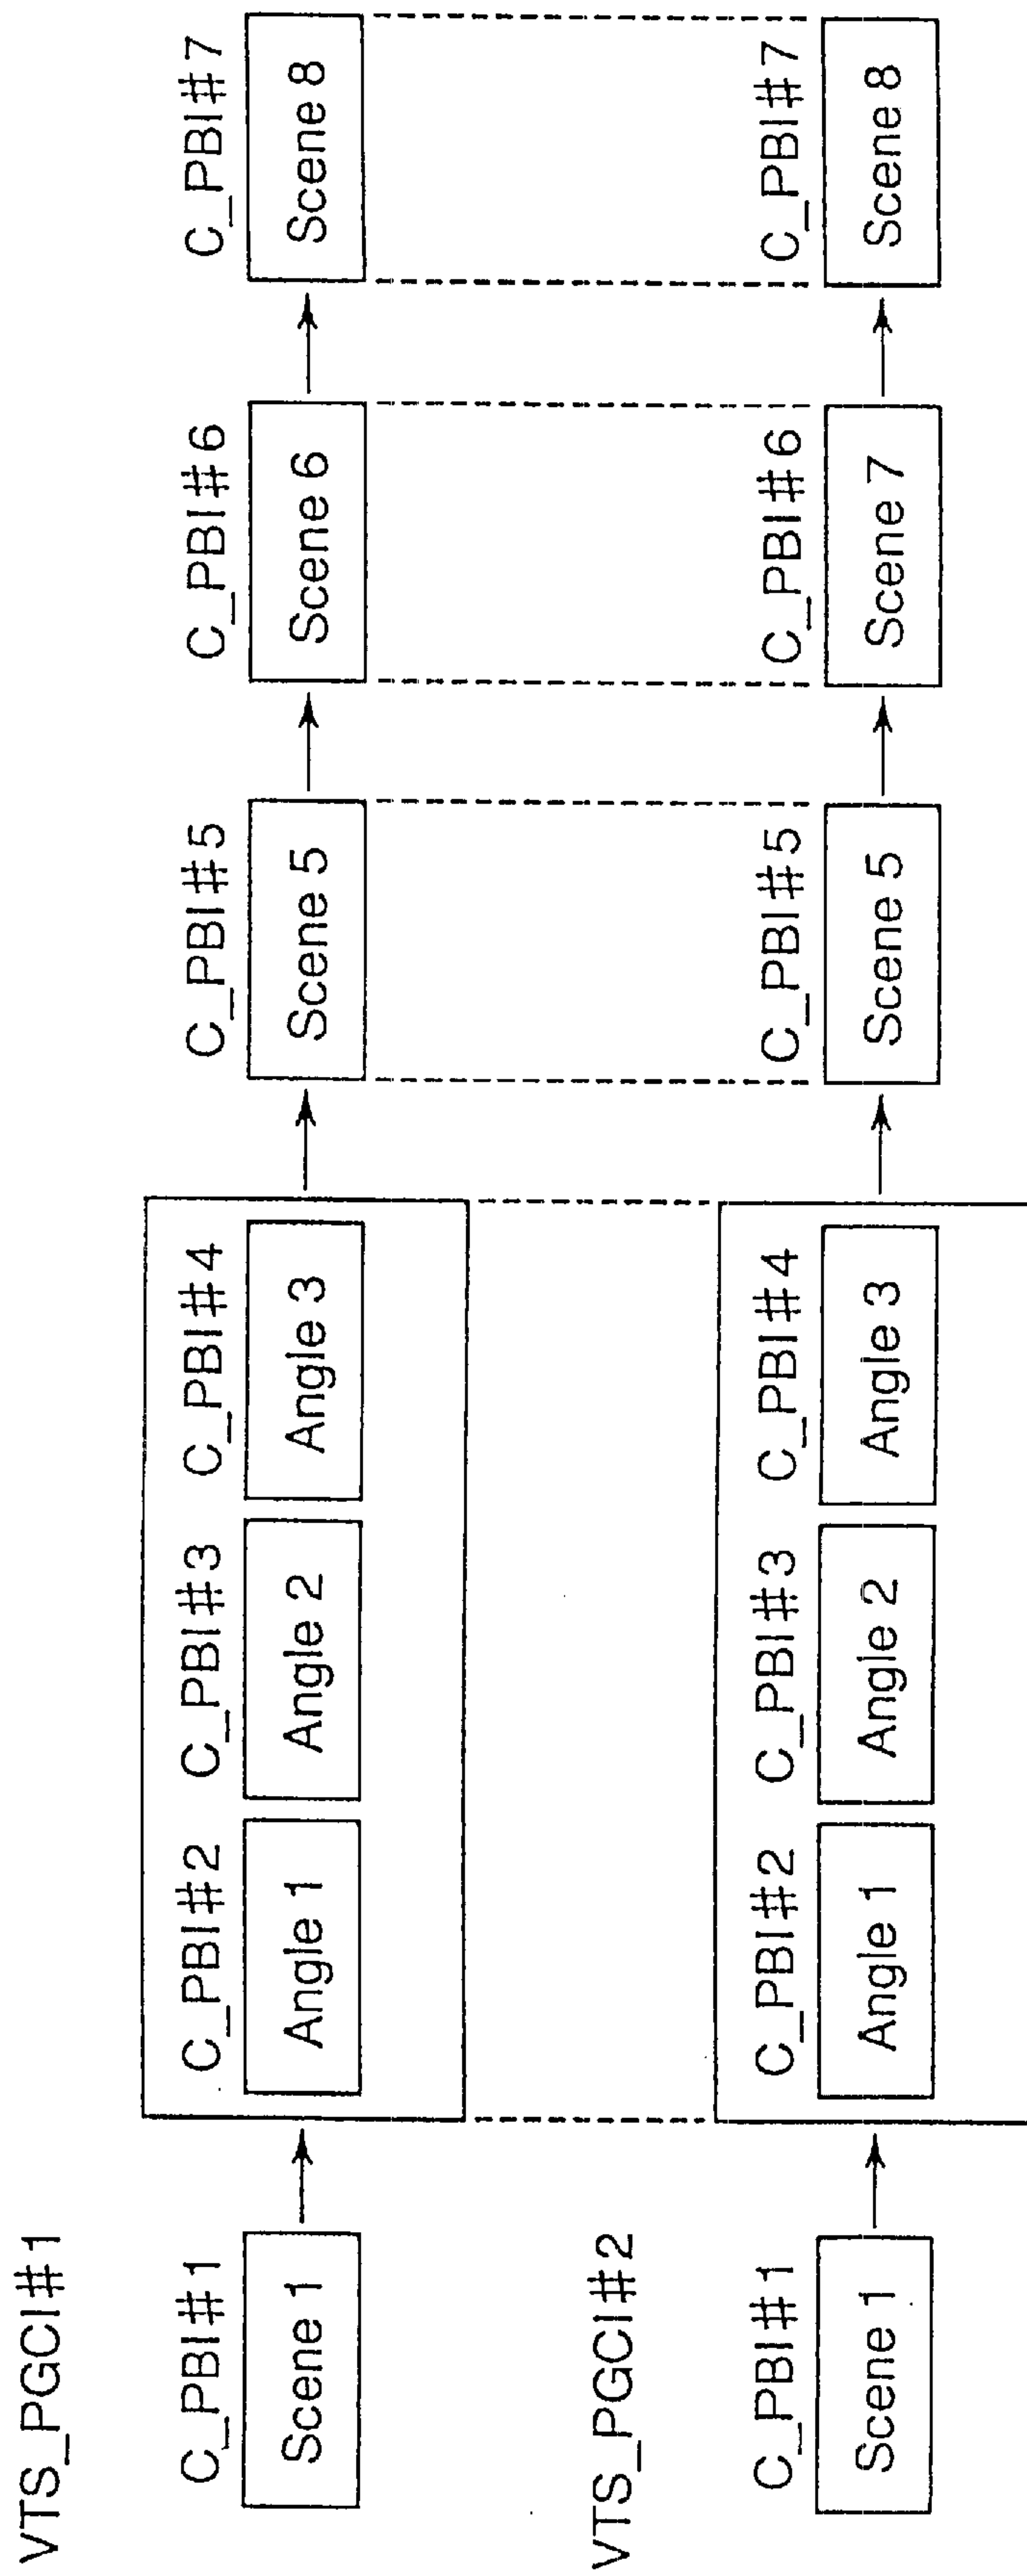 VTS_PGCI#1
C_PBI#1
Scene 1
C_PBI#2
Angle 1
C_PBI#3
Angle 2
C_PBI#4
Angle 3
C_PBI#5
Scene 5
C_PBI#6
Scene 6
C_PBI#7
Scene 8
VTS_PGCI#2
C_PBI#1
Scene 1
C_PBI#2
Angle 1
C_PBI#3
Angle 2
C_PBI#4
Angle 3
C_PBI#5
Scene 5
C_PBI#6
Scene 7
C_PBI#7
Scene 8